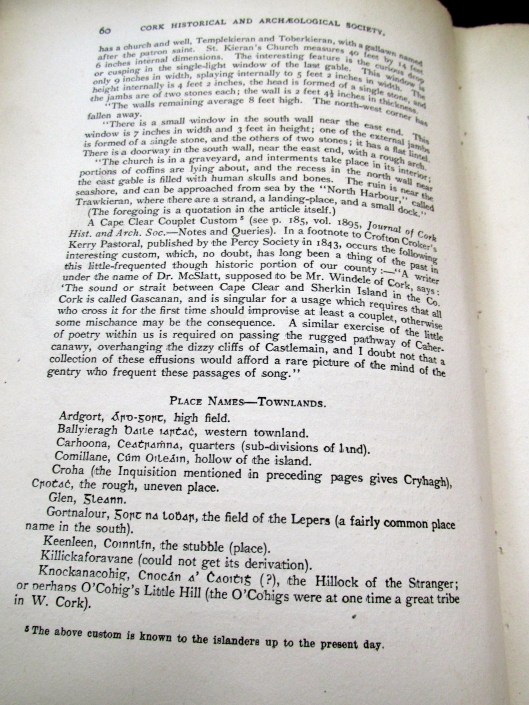 60 CORK HISTORICAL AND ARCHÆOLOGICAL SOCIETY.
has a church and well, Templekieran and Toberkieran, with a gallawn named
after the patron saint. St. Kieran's Church measures 40 feet by 14 feet
6 inches internal dimensions. The interesting feature is the curious drop
or cusping in the single-light window of the last gable. This window is
only 9 inches in width, splaying internally to 5 feet 2 inches in width. The
height internally is 4 feet 2 inches, the head is formed of a single stone, and
the jambs are of two stones each; the wall is 2 feet 4½ inches in thickness.
"The walls remaining average 8 feet high. The north-west corner has
fallen away.
"There is a small window in the south wall near the east end. This
window is 7 inches in width and 3 feet in height; one of the external jambs
is formed of a single stone, and the others of two stones; it has a flat lintel.
There is a doorway in the south wall, near the east end, with a rough arch.
"The church is in a graveyard, and interments take place in its interior;
portions of coffins are lying about, and the recess in the north wall near
the east gable is filled with human skulls and bones. The ruin is near the
seashore, and can be approached from sea by the "North Harbour," called
Trawkieran, where there are a strand, a landing-place, and a small dock."
(The foregoing is a quotation in the article itself.)
A Cape Clear Couplet Custom ⁵ (see p. 185, vol. 1895, Journal of Cork
Hist. and Arch. Soc.—Notes and Queries). In a footnote to Crofton Croker's
Kerry Pastoral, published by the Percy Society in 1843, occurs the following
interesting custom, which, no doubt, has long been a thing of the past in
this little-frequented though historic portion of our county :—"A writer
under the name of Dr. McSlatt, supposed to be Mr. Windele of Cork, says:
'The sound or strait between Cape Clear and Sherkin Island in the Co.
Cork is called Gascanan, and is singular for a usage which requires that all
who cross it for the first time should improvise at least a couplet, otherwise
some mischance may be the consequence. A similar exercise of the little
of poetry within us is required on passing the rugged pathway of Caher-
canawy, overhanging the dizzy cliffs of Castlemain, and I doubt not that a
collection of these effusions would afford a rare picture of the mind of the
gentry who frequent these passages of song."
PLACE NAMES—TOWNLANDS.
Ardgort, Árd-ġort, high field.
Ballyieragh Baile iartać, western townland.
Carhoona, Ceatramna, quarters (sub-divisions of land).
Comillane, Cúm Oileáin, hollow of the island.
Croha (the Inquisition mentioned in preceding pages gives Cryhagh),
Croċać, the rough, uneven place.
Glen, Gleann.
Gortnalour, Gort na Lobar, the field of the Lepers (a fairly common place
name in the south).
Keenleen, Coinnlín, the stubble (place).
Killickaforavane (could not get its derivation).
Knockanacohig, Cnocán a' Ċaoitiġ (?), the Hillock of the Stranger;
or perhaps O'Cohig's Little Hill (the O'Cohigs were at one time a great tribe
in W. Cork).
⁵ The above custom is known to the islanders up to the present day.